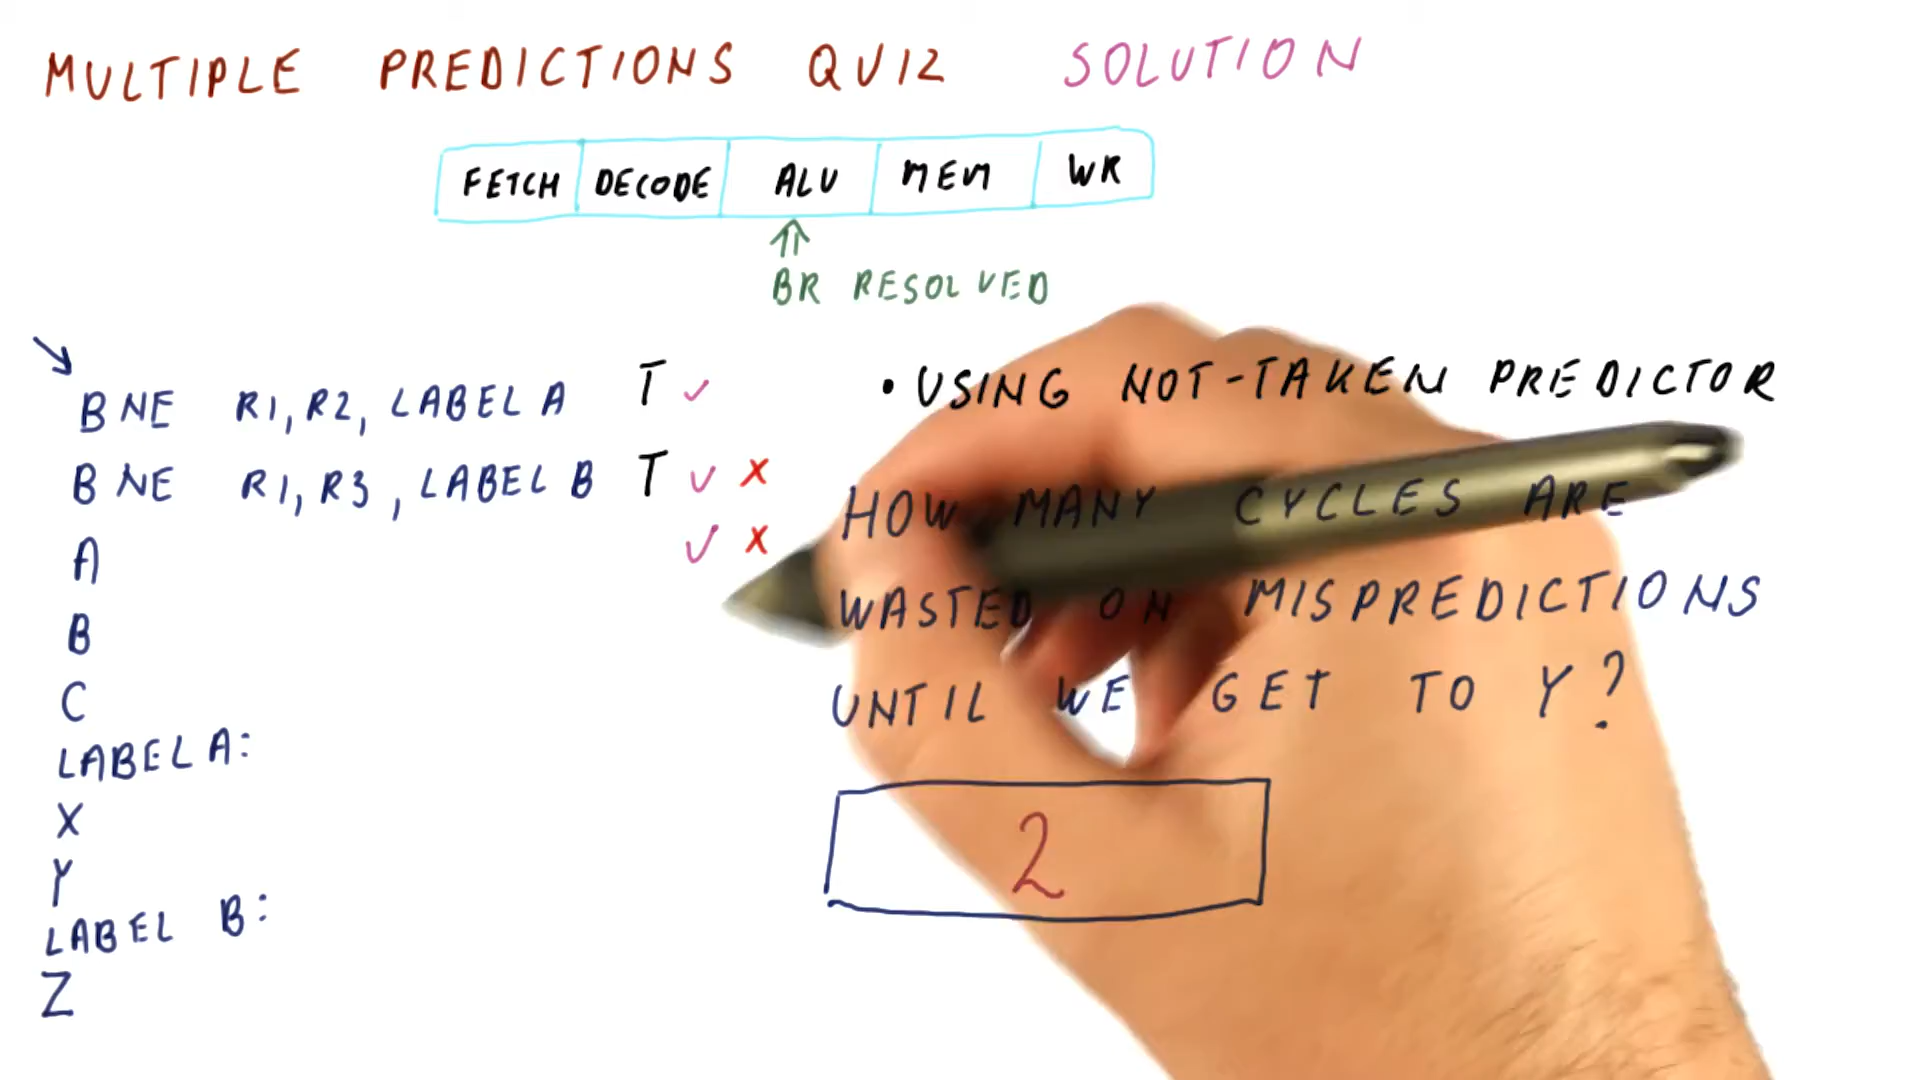 MULTIPLE PREDICTIONS QUIZ SOLUTION
FETCH DECODE ALU MEM WR
BR RESOLVED
BNE R1, R2, LABEL A T ✓
BNE R1, R3, LABEL B T ✓ X
A ✓ X
B
C
LABEL A:
X
Y
LABEL B:
Z
• USING NOT-TAKEN PREDICTOR
HOW MANY CYCLES ARE
WASTED ON MISPREDICTIONS
UNTIL WE GET TO Y?
2